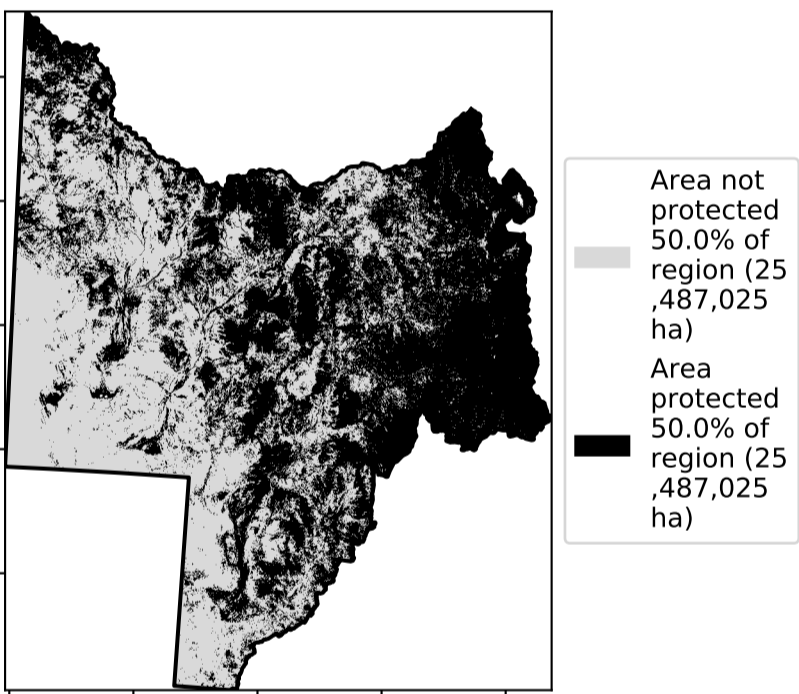 Area not
protected
50.0% of
region (25
,487,025
ha)
Area
protected
50.0% of
region (25
,487,025
ha)